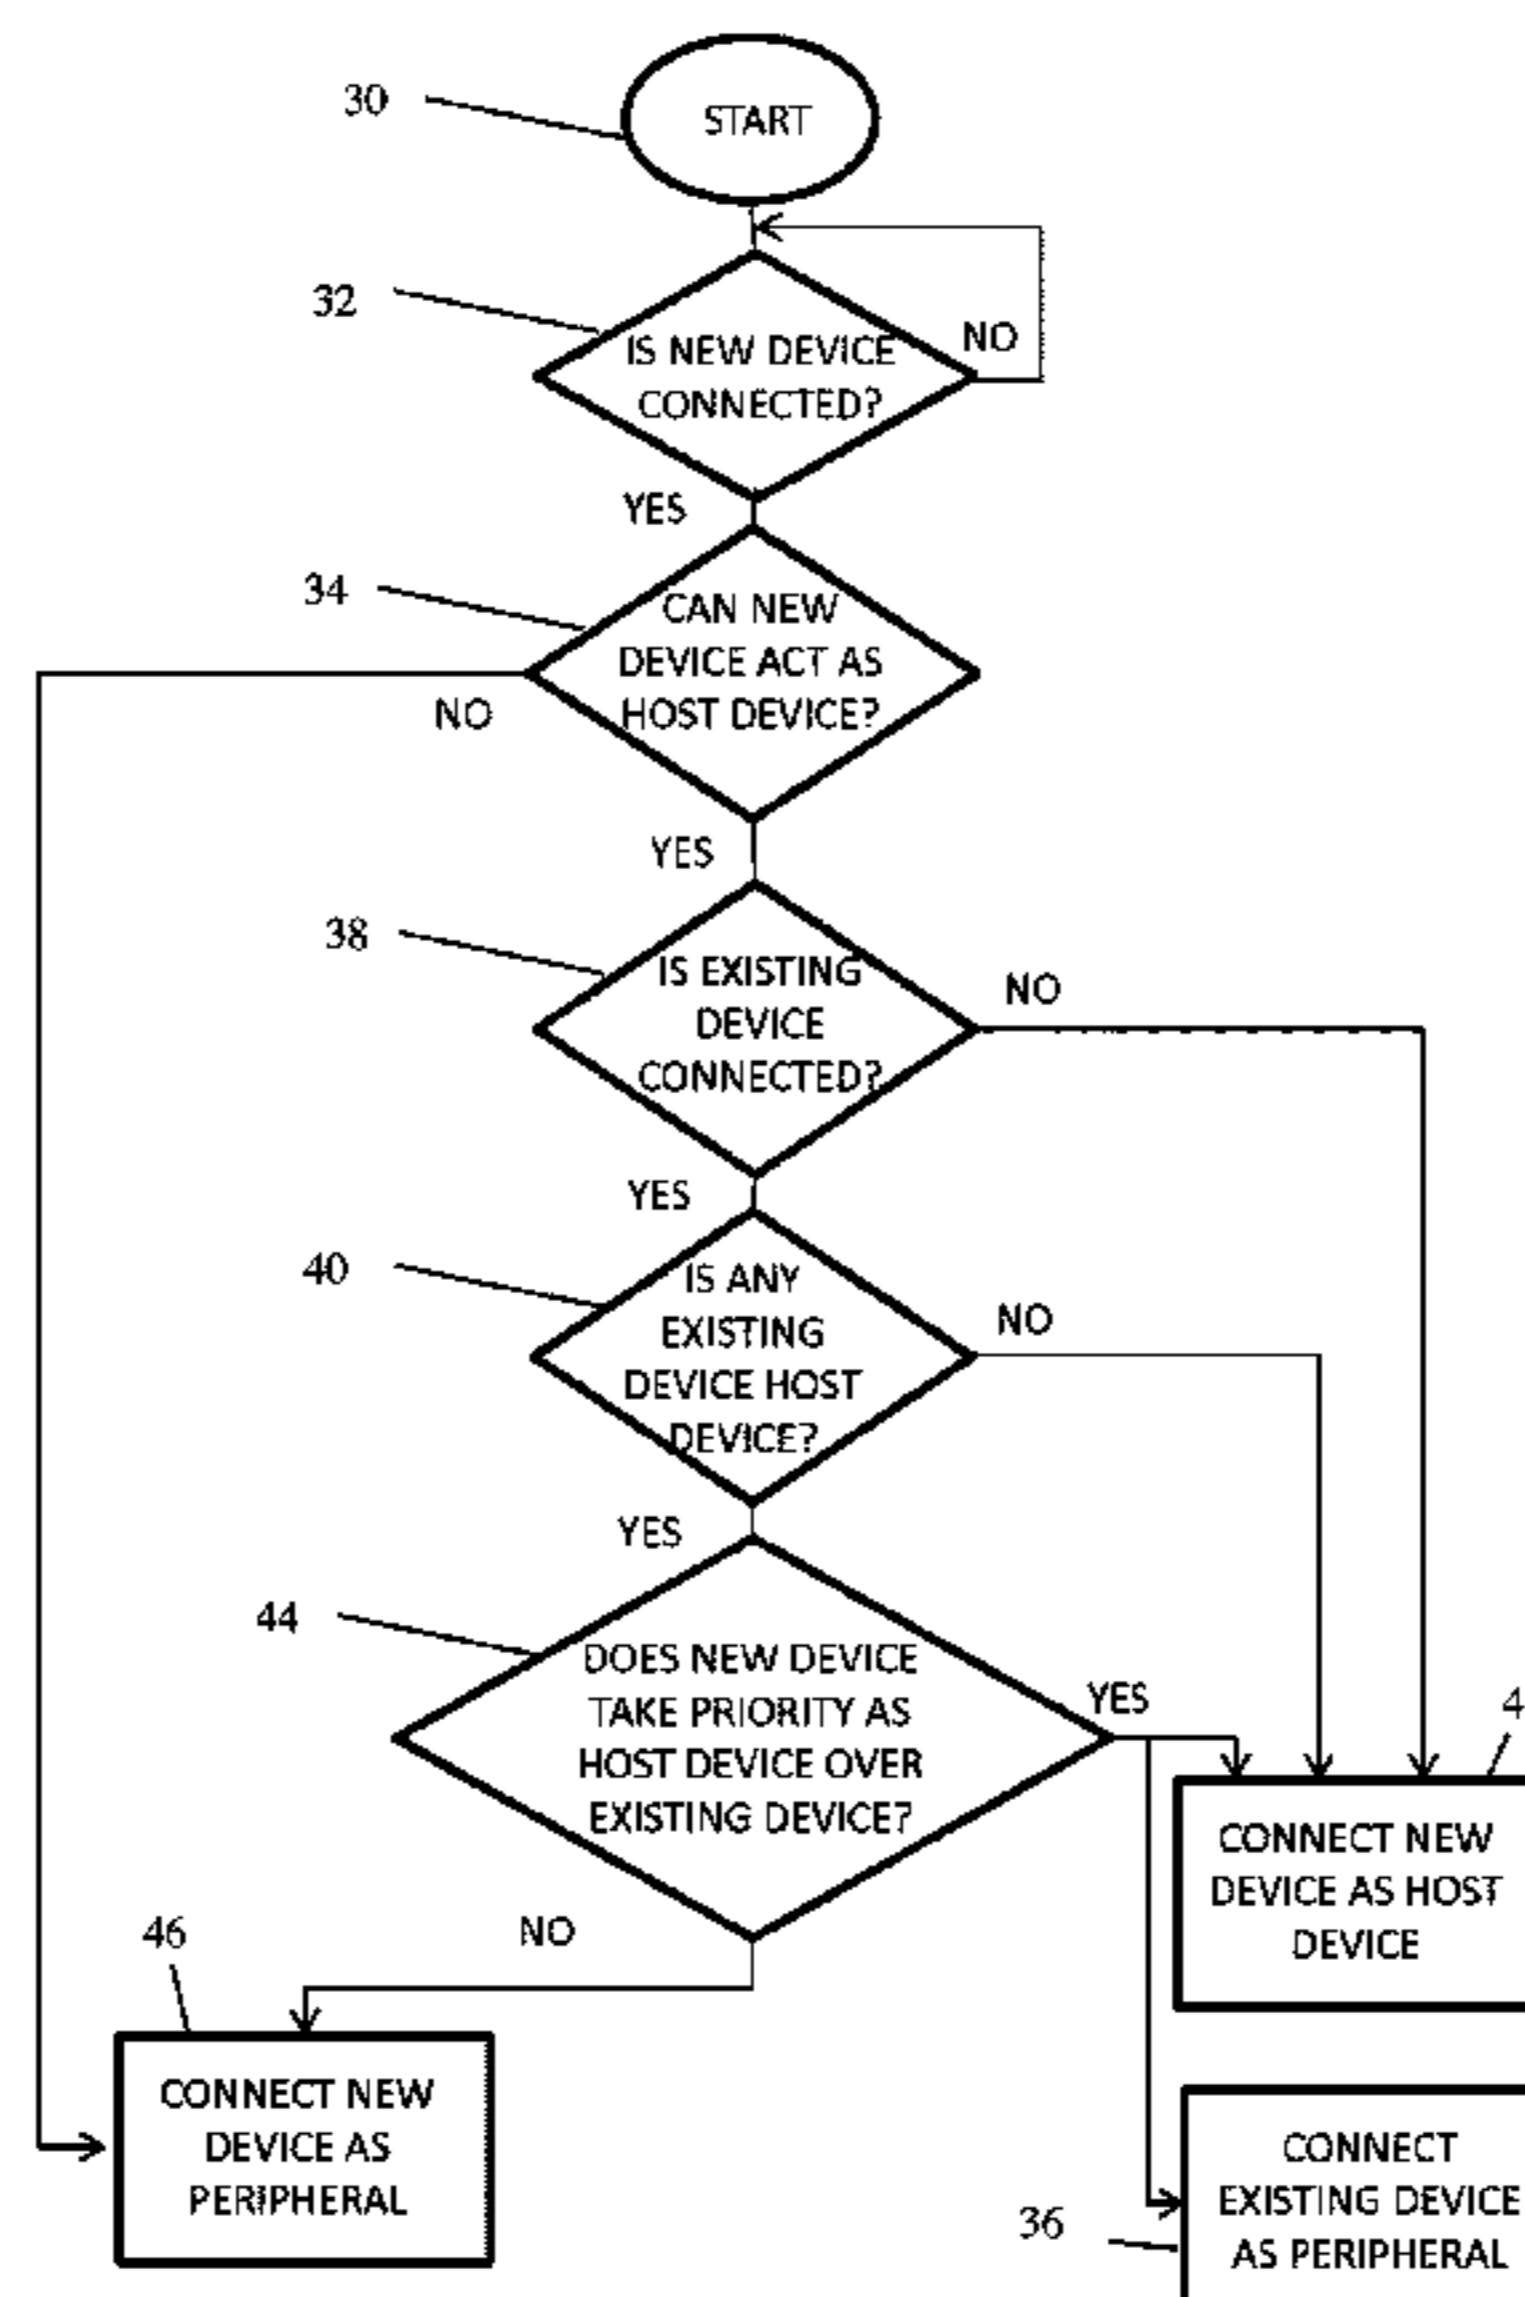 30
START
32
IS NEW DEVICE
CONNECTED?
NO
YES
34
CAN NEW
DEVICE ACT AS
HOST DEVICE?
NO
YES
38
IS EXISTING
DEVICE
CONNECTED?
NO
YES
40
IS ANY
EXISTING
DEVICE HOST
DEVICE?
NO
YES
44
DOES NEW DEVICE
TAKE PRIORITY AS
HOST DEVICE OVER
EXISTING DEVICE?
YES
4
CONNECT NEW
DEVICE AS HOST
DEVICE
NO
46
CONNECT NEW
DEVICE AS
PERIPHERAL
36
CONNECT
EXISTING DEVICE
AS PERIPHERAL